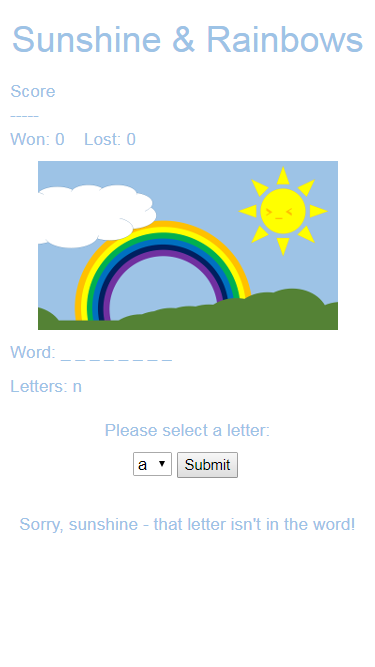 Sunshine & Rainbows
Score
-----
Won: 0 Lost: 0
Word: _ _ _ _ _ _ _ _
Letters: n
Please select a letter:
a Submit
Sorry, sunshine - that letter isn't in the word!